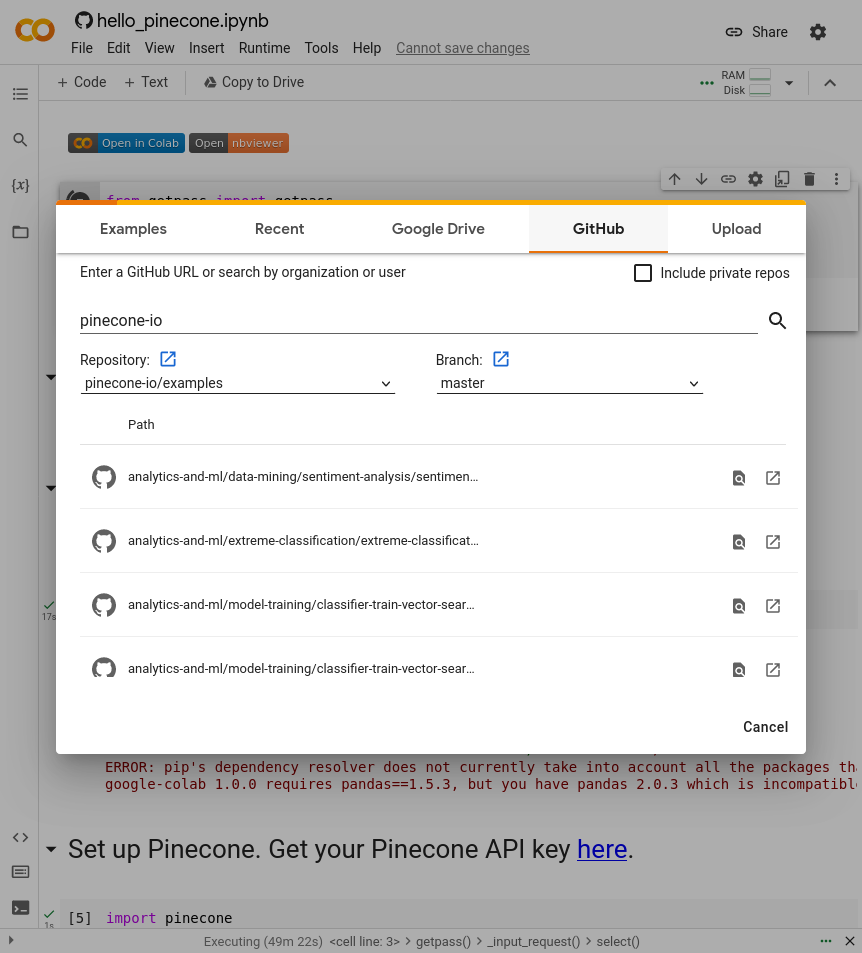 hello_pinecone.ipynb
File Edit View Insert Runtime Tools Help Cannot save changes
Share
+ Code + Text Copy to Drive
RAM
Disk
Open in Colab Open nbviewer
{x}
from getpass import getpass
Examples Recent Google Drive GitHub Upload
Enter a GitHub URL or search by organization or user
Include private repos
pinecone-io
Repository: Branch:
pinecone-io/examples master
Path
analytics-and-ml/data-mining/sentiment-analysis/sentimen…
analytics-and-ml/extreme-classification/extreme-classificat…
analytics-and-ml/model-training/classifier-train-vector-sear…
17s
analytics-and-ml/model-training/classifier-train-vector-sear…
Cancel
ERROR: pip's dependency resolver does not currently take into account all the packages th
google-colab 1.0.0 requires pandas==1.5.3, but you have pandas 2.0.3 which is incompatibl
Set up Pinecone. Get your Pinecone API key here.
[5] import pinecone
1s
Executing (49m 22s) <cell line: 3> > getpass() > _input_request() > select()